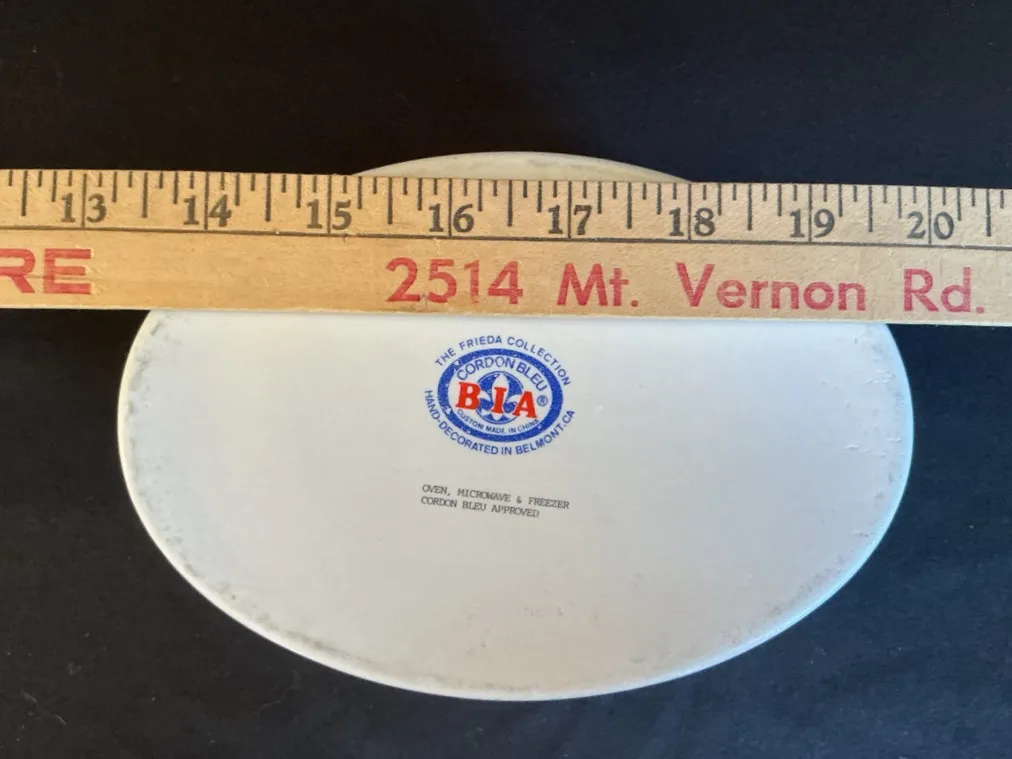 13 14 15 16 17 18 19 20
RE 2514 Mt. Vernon Rd.
THE FRIEDA COLLECTION
CORDON BLEU
BIA ®
CUSTOM MADE IN CHINA
HAND-DECORATED IN BELMONT, CA
OVEN, MICROWAVE & FREEZER
CORDON BLEU APPROVED